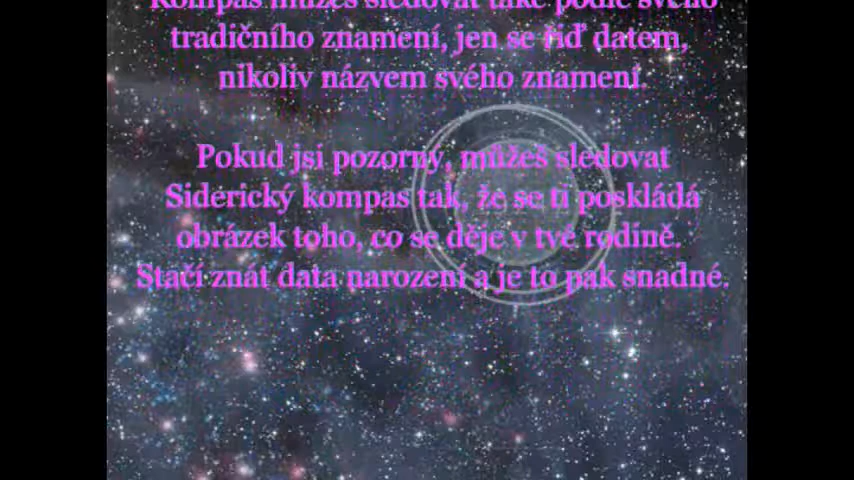 Kompas můžeš sledovat také podle svého
tradičního znamení, jen se řiď datem,
nikoliv názvem svého znamení.
Pokud jsi pozorný, můžeš sledovat
Siderický kompas tak, že se ti poskládá
obrázek toho, co se děje v tvé rodině.
Stačí znát data narození a je to pak snadné.